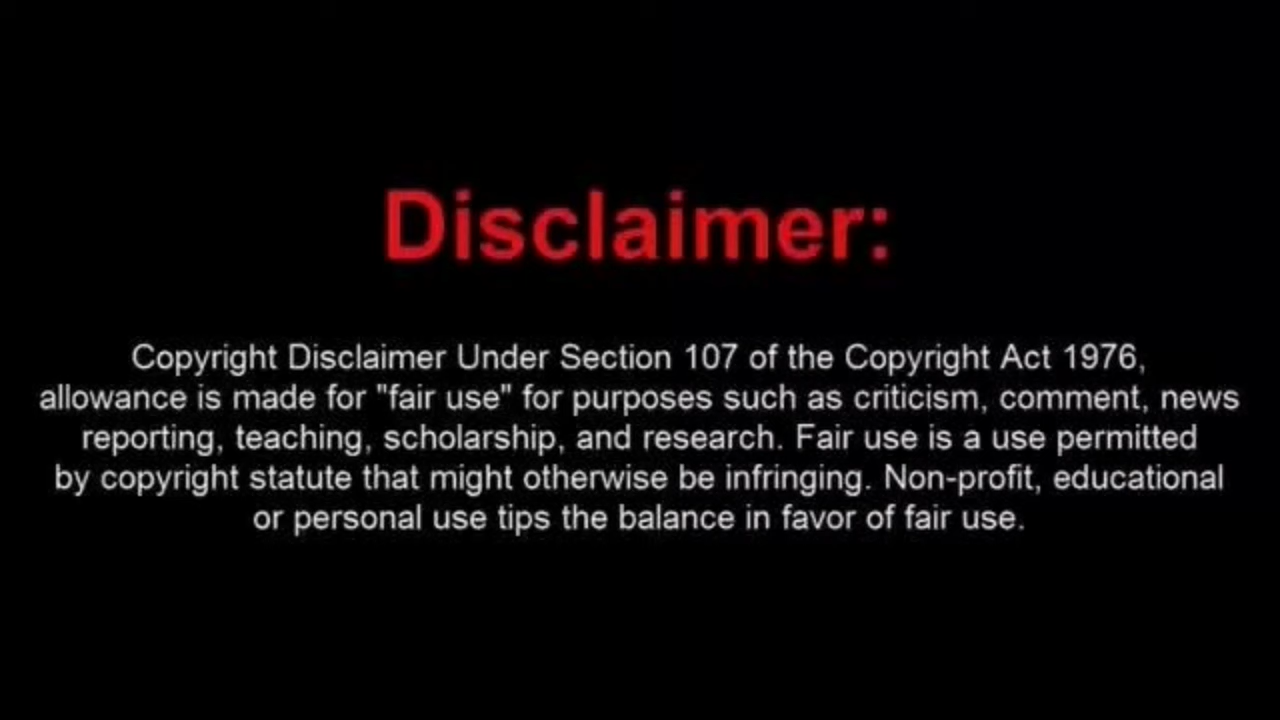 Disclaimer:
Copyright Disclaimer Under Section 107 of the Copyright Act 1976,
allowance is made for "fair use" for purposes such as criticism, comment, news
reporting, teaching, scholarship, and research. Fair use is a use permitted
by copyright statute that might otherwise be infringing. Non-profit, educational
or personal use tips the balance in favor of fair use.